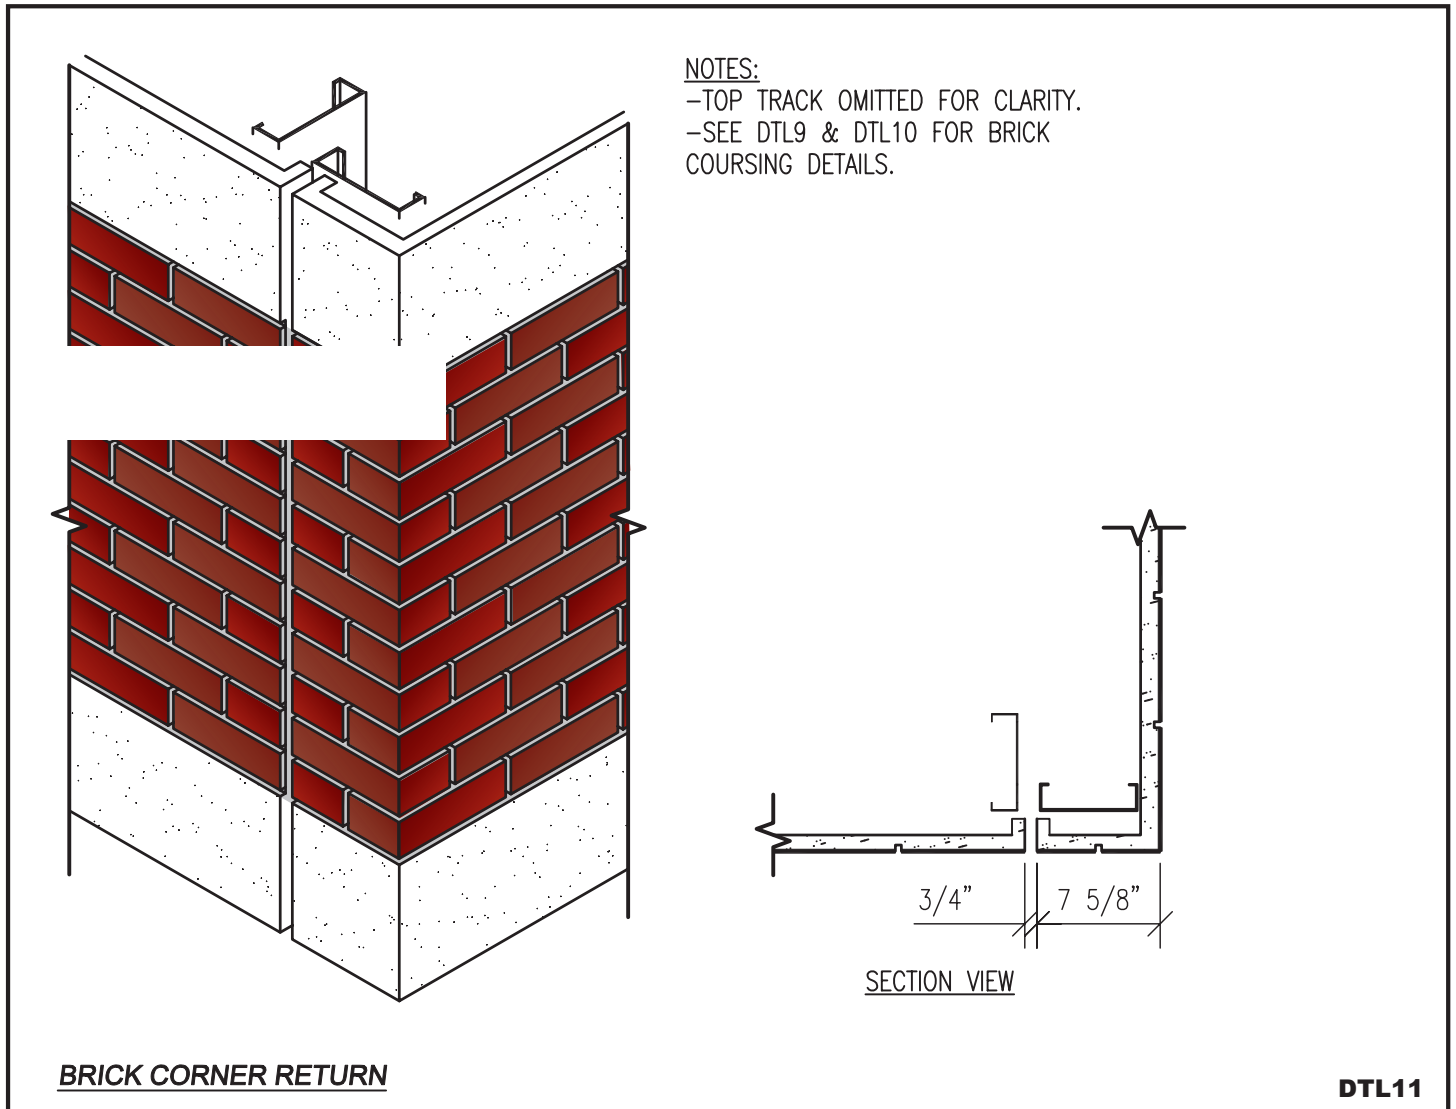 NOTES:
-TOP TRACK OMITTED FOR CLARITY.
-SEE DTL9 & DTL10 FOR BRICK
COURSING DETAILS.
3/4" 7 5/8"
SECTION VIEW
BRICK CORNER RETURN
DTL11